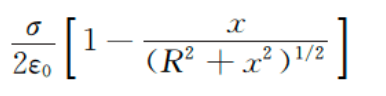 σ/2ε₀ [1 − x/(R² + x²)^{1/2}]